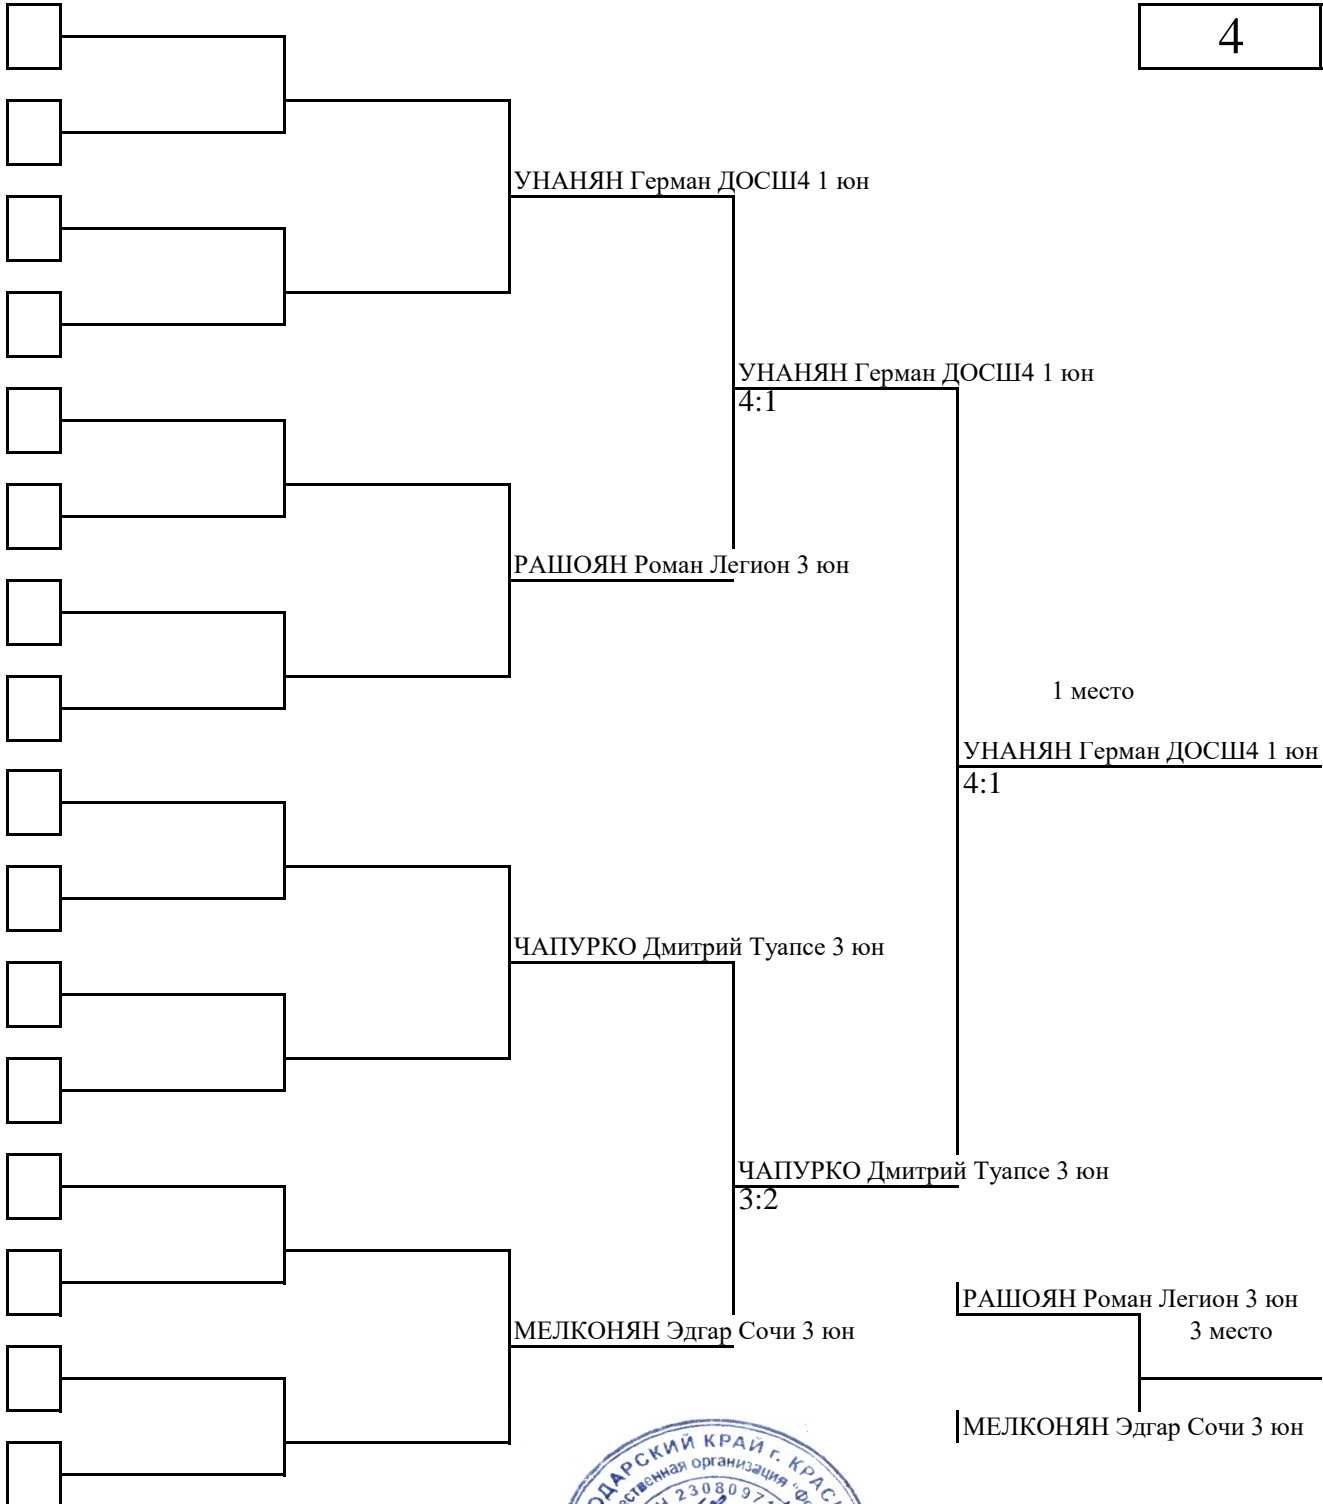 4
УНАНЯН Герман ДОСШ4 1 юн
УНАНЯН Герман ДОСШ4 1 юн
4:1
РАШОЯН Роман Легион 3 юн
1 место
УНАНЯН Герман ДОСШ4 1 юн
4:1
ЧАПУРКО Дмитрий Туапсе 3 юн
ЧАПУРКО Дмитрий Туапсе 3 юн
3:2
РАШОЯН Роман Легион 3 юн
МЕЛКОНЯН Эдгар Сочи 3 юн
3 место
МЕЛКОНЯН Эдгар Сочи 3 юн
КРАЙ г.
организация